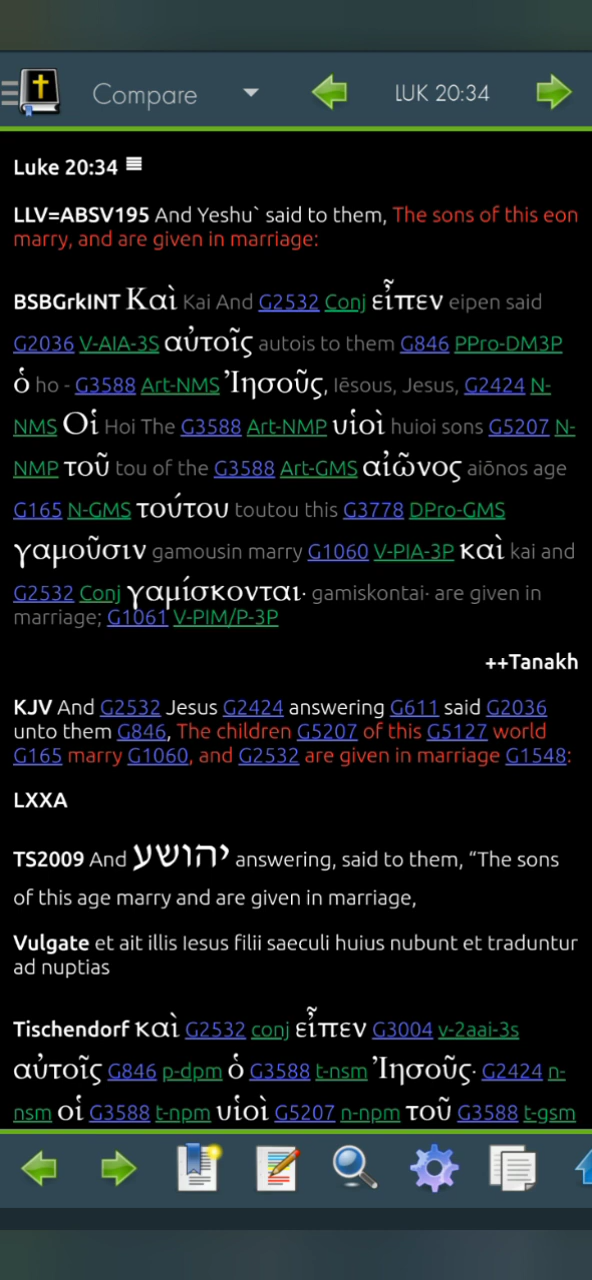 Compare
LUK 20:34
Luke 20:34
LLV=ABSV195 And Yeshu` said to them, The sons of this eon
marry, and are given in marriage:
BSBGrkINT Καὶ Kai And G2532 Conj εἶπεν eipen said
G2036 V-AIA-3S αὐτοῖς autois to them G846 PPro-DM3P
ὁ ho - G3588 Art-NMS Ἰησοῦς, Iēsous, Jesus, G2424 N-
NMS Οἱ Hoi The G3588 Art-NMP υἱοὶ huioi sons G5207 N-
NMP τοῦ tou of the G3588 Art-GMS αἰῶνος aiōnos age
G165 N-GMS τούτου toutou this G3778 DPro-GMS
γαμοῦσιν gamousin marry G1060 V-PIA-3P καὶ kai and
G2532 Conj γαμίσκονται· gamiskontai· are given in
marriage; G1061 V-PIM/P-3P
++Tanakh
KJV And G2532 Jesus G2424 answering G611 said G2036
unto them G846, The children G5207 of this G5127 world
G165 marry G1060, and G2532 are given in marriage G1548:
LXXA
TS2009 And יהושע answering, said to them, “The sons
of this age marry and are given in marriage,
Vulgate et ait illis Iesus filii saeculi huius nubunt et traduntur
ad nuptias
Tischendorf καὶ G2532 conj εἶπεν G3004 v-2aai-3s
αὐτοῖς G846 p-dpm ὁ G3588 t-nsm Ἰησοῦς· G2424 n-
nsm οἱ G3588 t-npm υἱοὶ G5207 n-npm τοῦ G3588 t-gsm